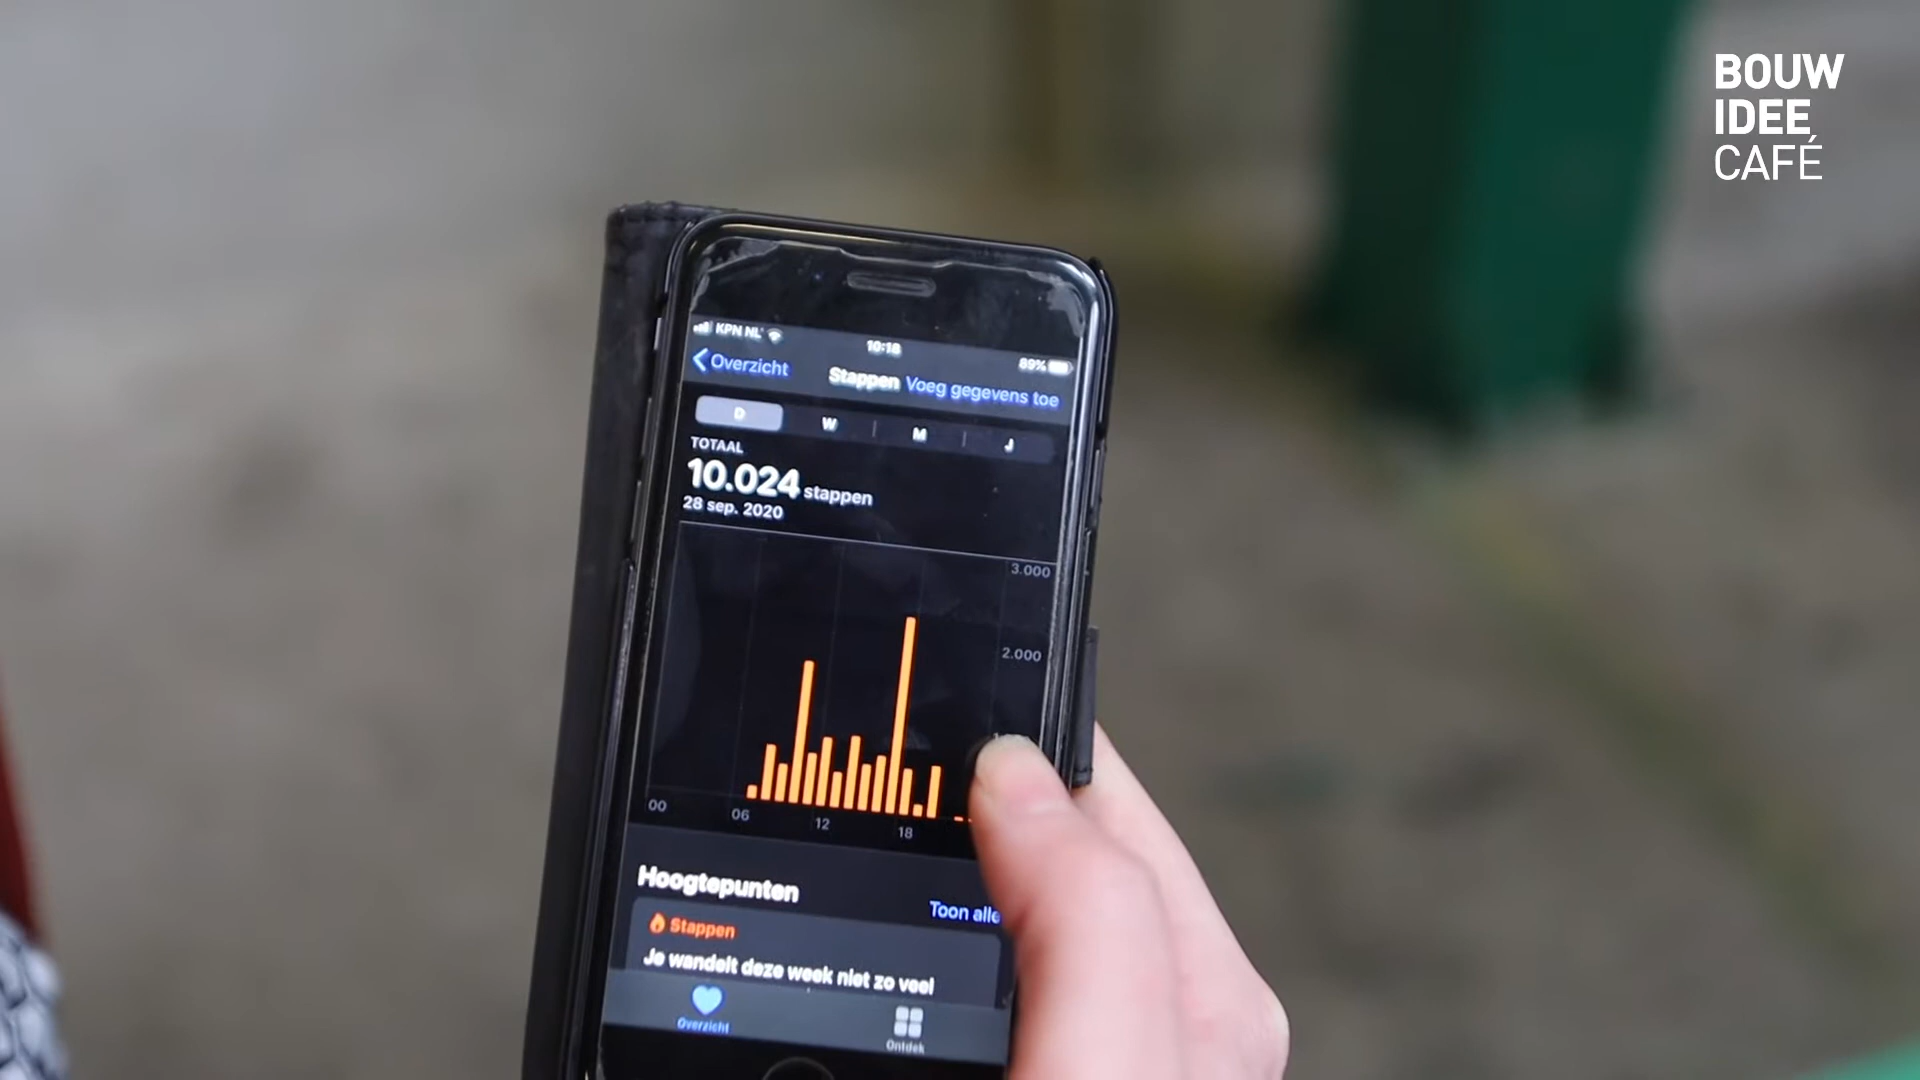 BOUW
IDEE
CAFÉ
KPN NL
10:18
89%
Overzicht
Stappen
Voeg gegevens toe
D
W
M
J
TOTAAL
10.024 stappen
28 sep. 2020
3.000
2.000
00
06
12
18
Hoogtepunten
Toon alle
Stappen
Je wandelt deze week niet zo veel
Overzicht
Ontdek